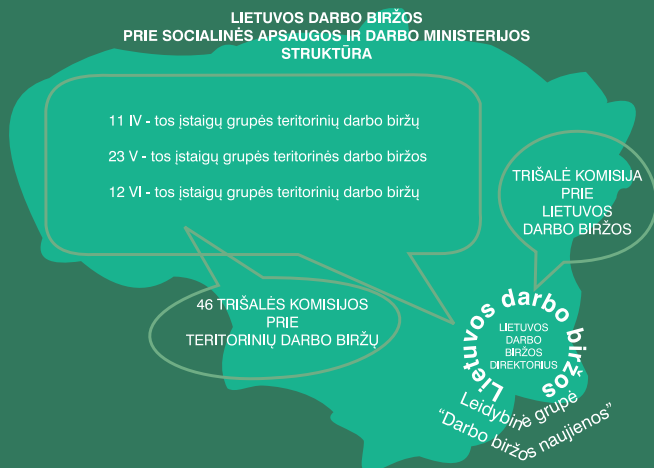 LIETUVOS DARBO BIRŽOS
PRIE SOCIALINĖS APSAUGOS IR DARBO MINISTERIJOS
STRUKTŪRA
11 IV - tos įstaigų grupės teritorinių darbo biržų
23 V - tos įstaigų grupės teritorinės darbo biržos
12 VI - tos įstaigų grupės teritorinių darbo biržų
TRIŠALĖ KOMISIJA
PRIE
LIETUVOS
DARBO BIRŽOS
46 TRIŠALĖS KOMISIJOS
PRIE
TERITORINIŲ DARBO BIRŽŲ
Lietuvos darbo biržos
LIETUVOS
DARBO
BIRŽOS
DIREKTORIUS
Leidybinė grupė
“Darbo biržos naujienos”